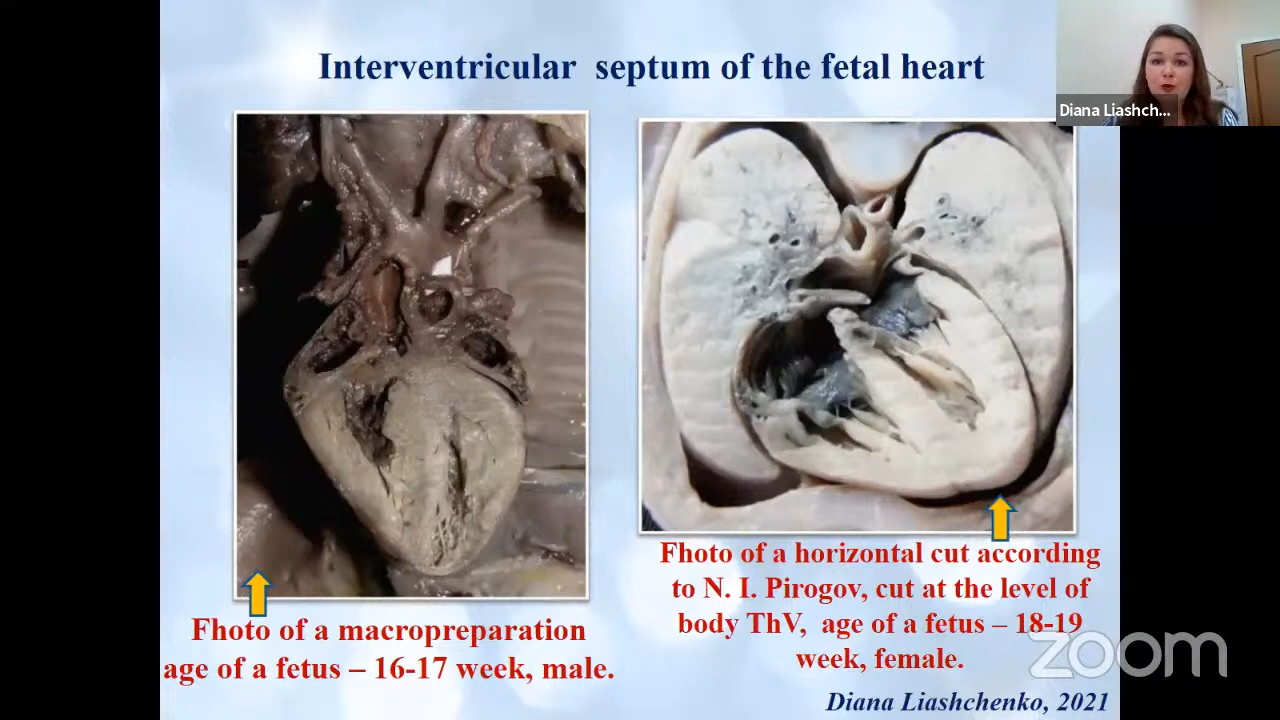 Interventricular septum of the fetal heart
Diana Liashch...
Fhoto of a macropreparation
age of a fetus – 16-17 week, male.
Fhoto of a horizontal cut according
to N. I. Pirogov, cut at the level of
body ThV, age of a fetus – 18-19
week, female.
zoom
Diana Liashchenko, 2021